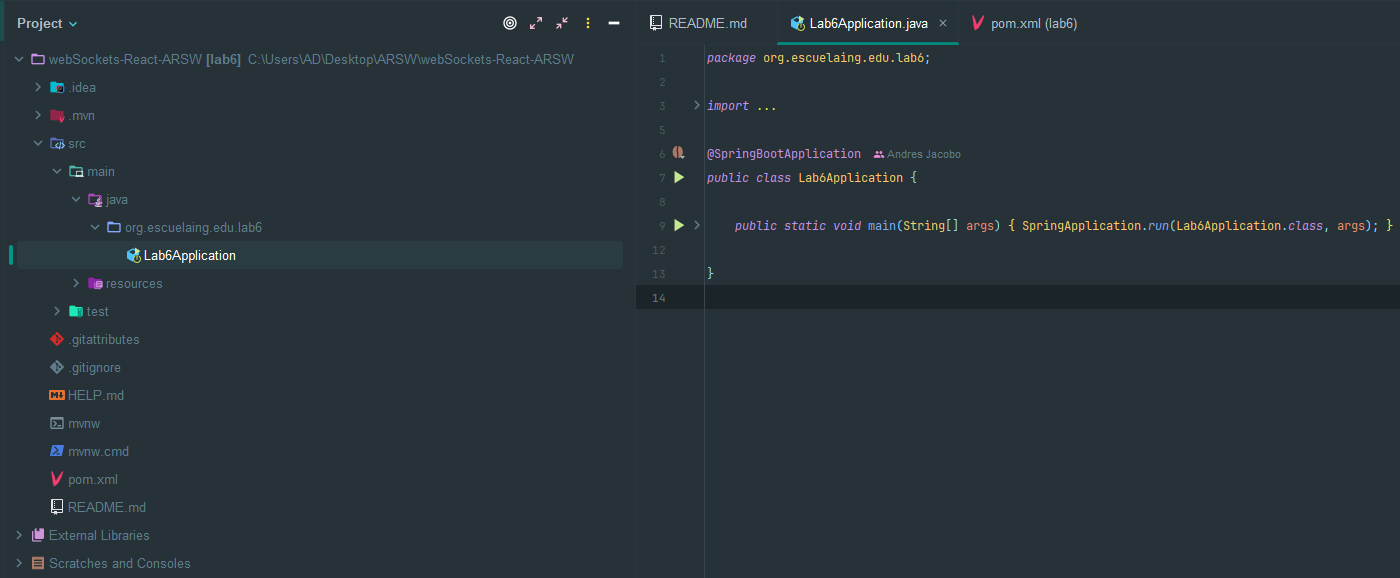 Project
webSockets-React-ARSW [lab6] C:\Users\AD\Desktop\ARSW\webSockets-React-ARSW
.idea
.mvn
src
main
java
org.escuelaing.edu.lab6
Lab6Application
resources
test
.gitattributes
.gitignore
HELP.md
mvnw
mvnw.cmd
pom.xml
README.md
External Libraries
Scratches and Consoles
README.md Lab6Application.java × pom.xml (lab6)
1 package org.escuelaing.edu.lab6;
2
3 import ...
5
6 @SpringBootApplication Andres Jacobo
7 public class Lab6Application {
8
9 public static void main(String[] args) { SpringApplication.run(Lab6Application.class, args); }
12
13 }
14